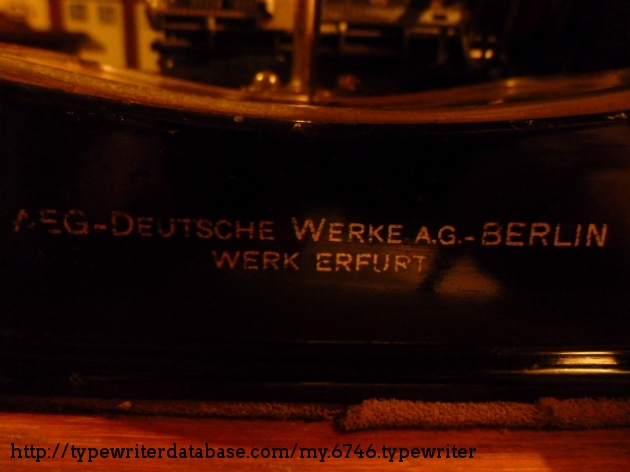 AEG-DEUTSCHE WERKE A.G.-BERLIN
WERK ERFURT
http://typewriterdatabase.com/my.6746.typewriter